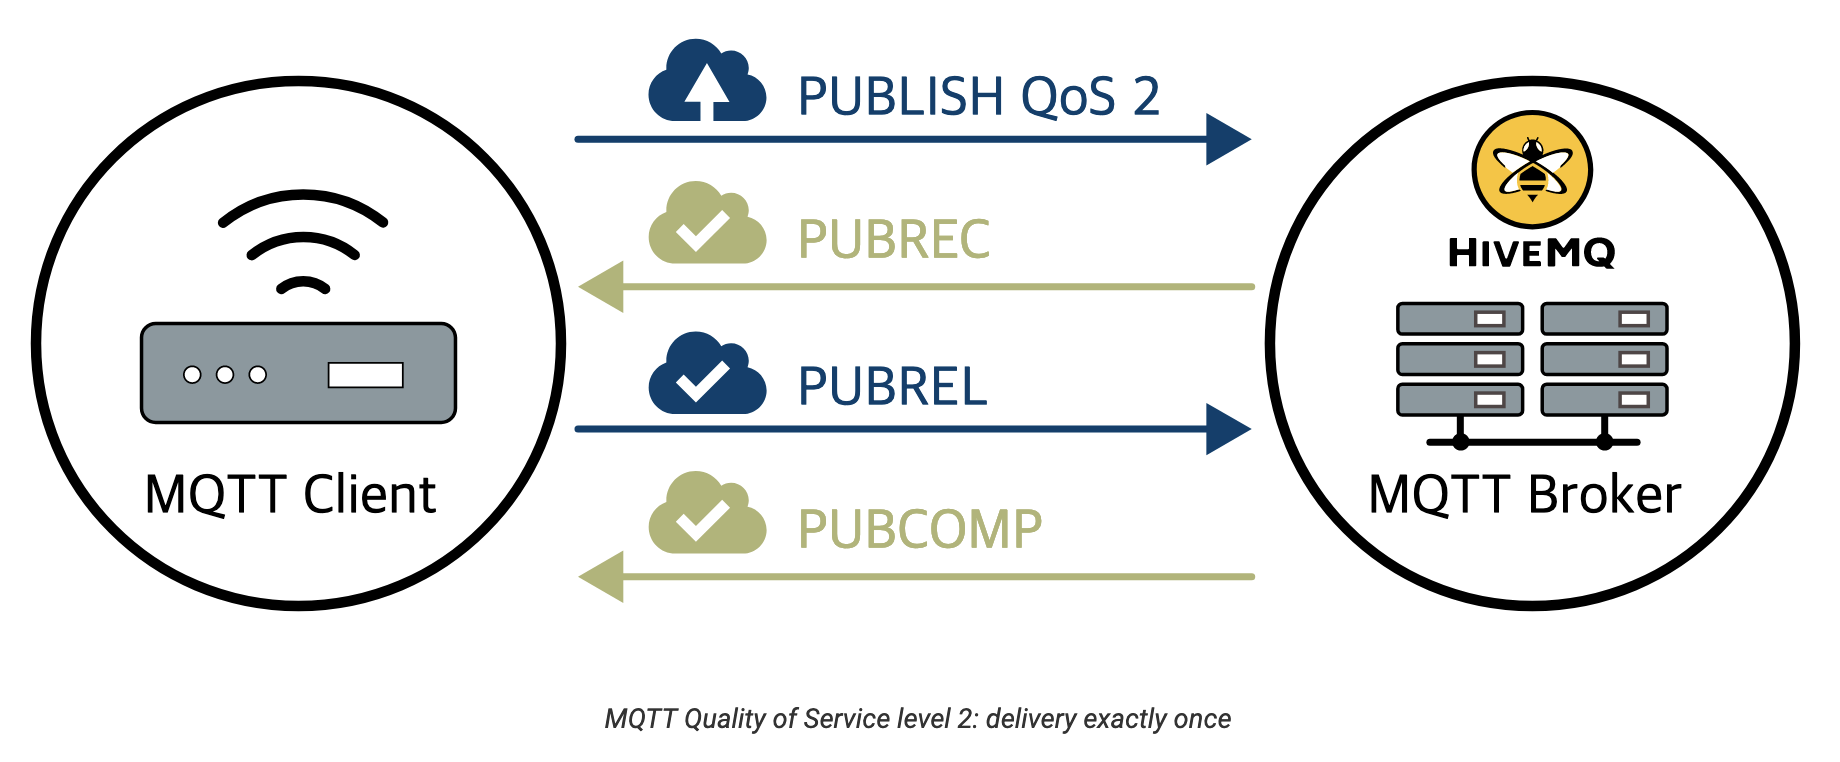 PUBLISH QoS 2
PUBREC
HIVEMQ
PUBREL
MQTT Client
MQTT Broker
PUBCOMP
MQTT Quality of Service level 2: delivery exactly once